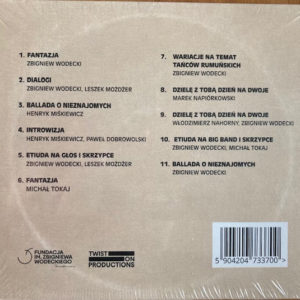 1. FANTAZJA
ZBIGNIEW WODECKI
2. DIALOGI
ZBIGNIEW WODECKI, LESZEK MOŻDŻER
3. BALLADA O NIEZNAJOMYCH
HENRYK MIŚKIEWICZ
4. INTROWIZJA
HENRYK MIŚKIEWICZ, PAWEŁ DOBROWOLSKI
5. ETIUDA NA GŁOS I SKRZYPCE
ZBIGNIEW WODECKI, LESZEK MOŻDŻER
6. FANTAZJA
MICHAŁ TOKAJ
7. WARIACJE NA TEMAT
TAŃCÓW RUMUŃSKICH
ZBIGNIEW WODECKI
8. DZIELĘ Z TOBĄ DZIEŃ NA DWOJE
MAREK NAPIÓRKOWSKI
9. DZIELĘ Z TOBĄ DZIEŃ NA DWOJE
WŁODZIMIERZ NAHORNY, ZBIGNIEW WODECKI
10. ETIUDA NA BIG BAND I SKRZYPCE
ZBIGNIEW WODECKI, MICHAŁ TOKAJ
11. BALLADA O NIEZNAJOMYCH
ZBIGNIEW WODECKI
FUNDACJA
IM. ZBIGNIEWA
WODECKIEGO
TWIST ON
PRODUCTIONS
5 904204 733700 >